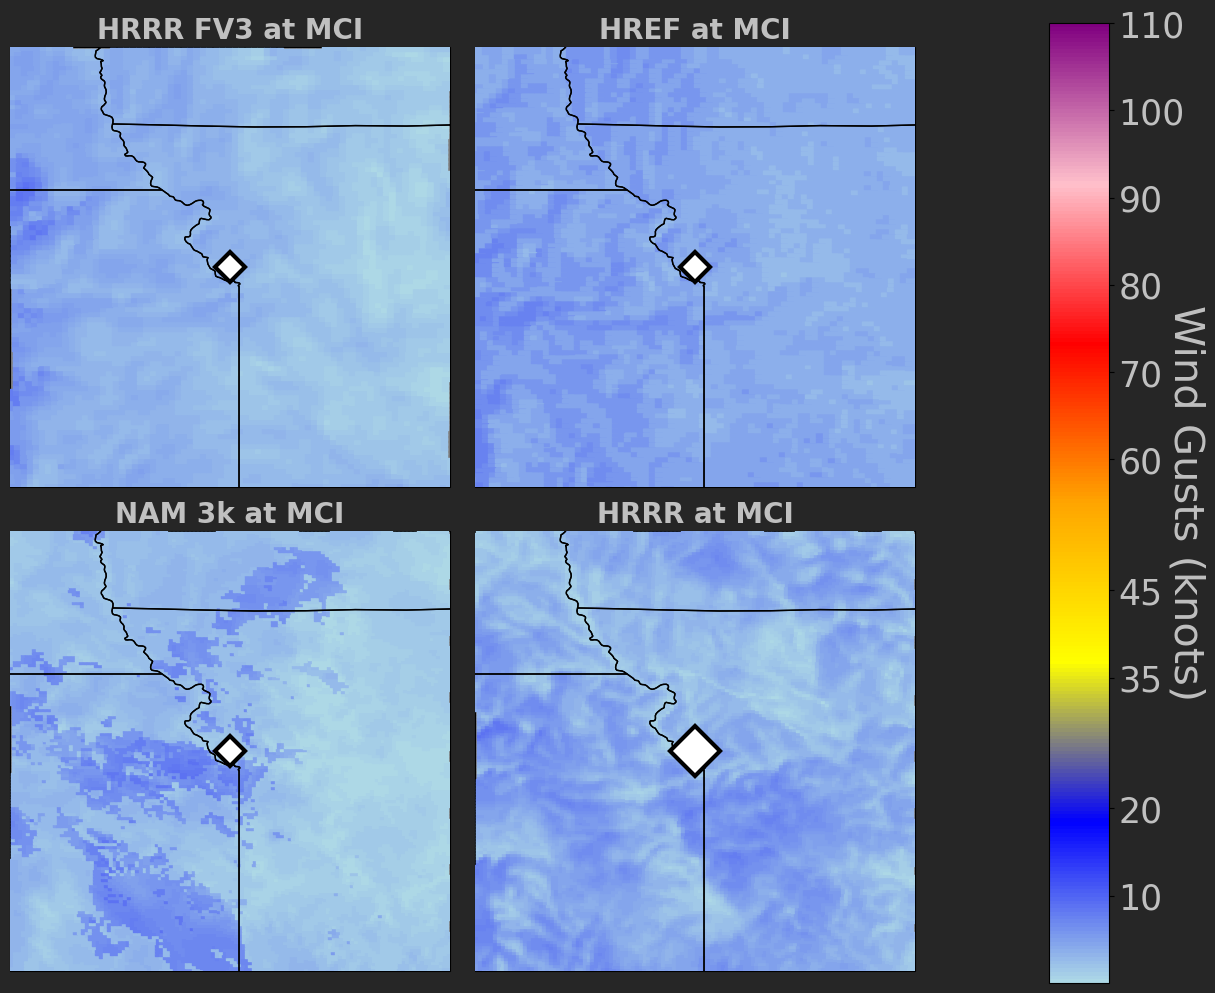 HRRR FV3 at MCI
HREF at MCI
NAM 3k at MCI
HRRR at MCI
110
100
90
80
70
60
45
35
20
10
Wind Gusts (knots)